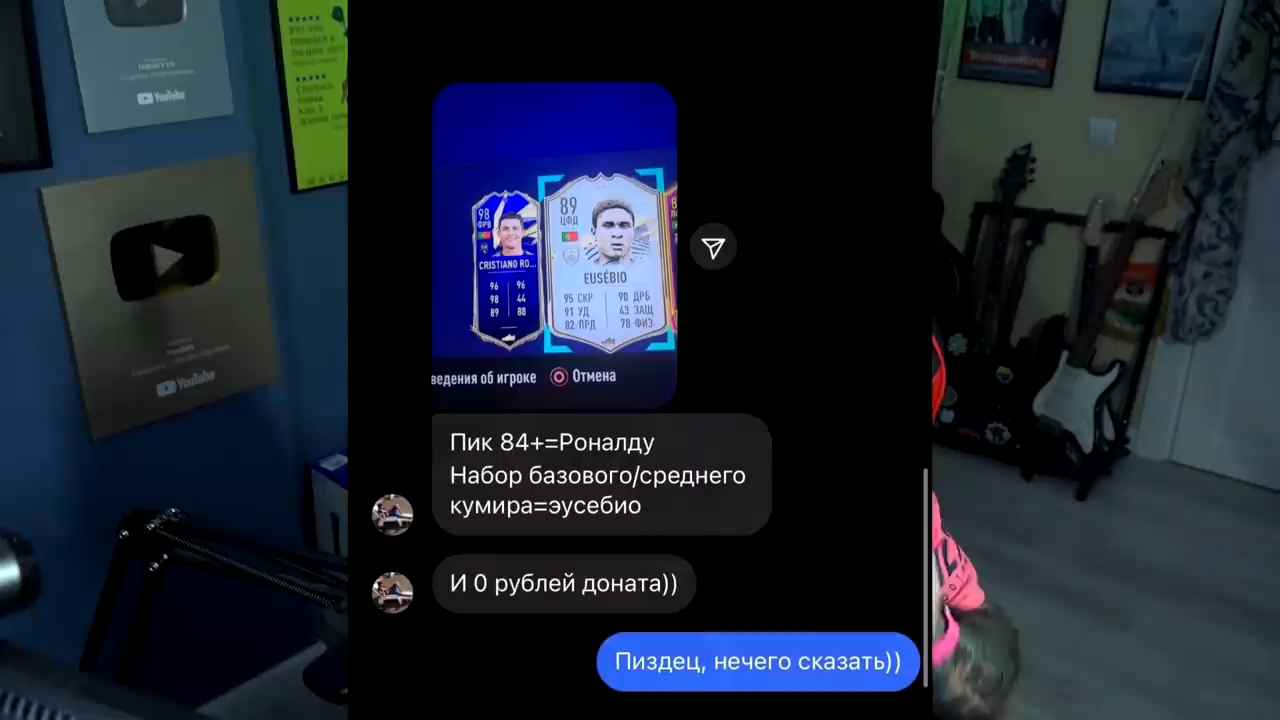 YouTube
YouTube
Trainspotting
98
ФРВ
CRISTIANO RO...
96 96
98 44
89 88
89
ЦФД
EUSÉBIO
95 СКР 90 ДРБ
91 УД 43 ЗАЩ
82 ПРД 78 ФИЗ
ведения об игроке Отмена
Пик 84+=Роналду
Набор базового/среднего
кумира=эусебио
И 0 рублей доната))
Пиздец, нечего сказать))